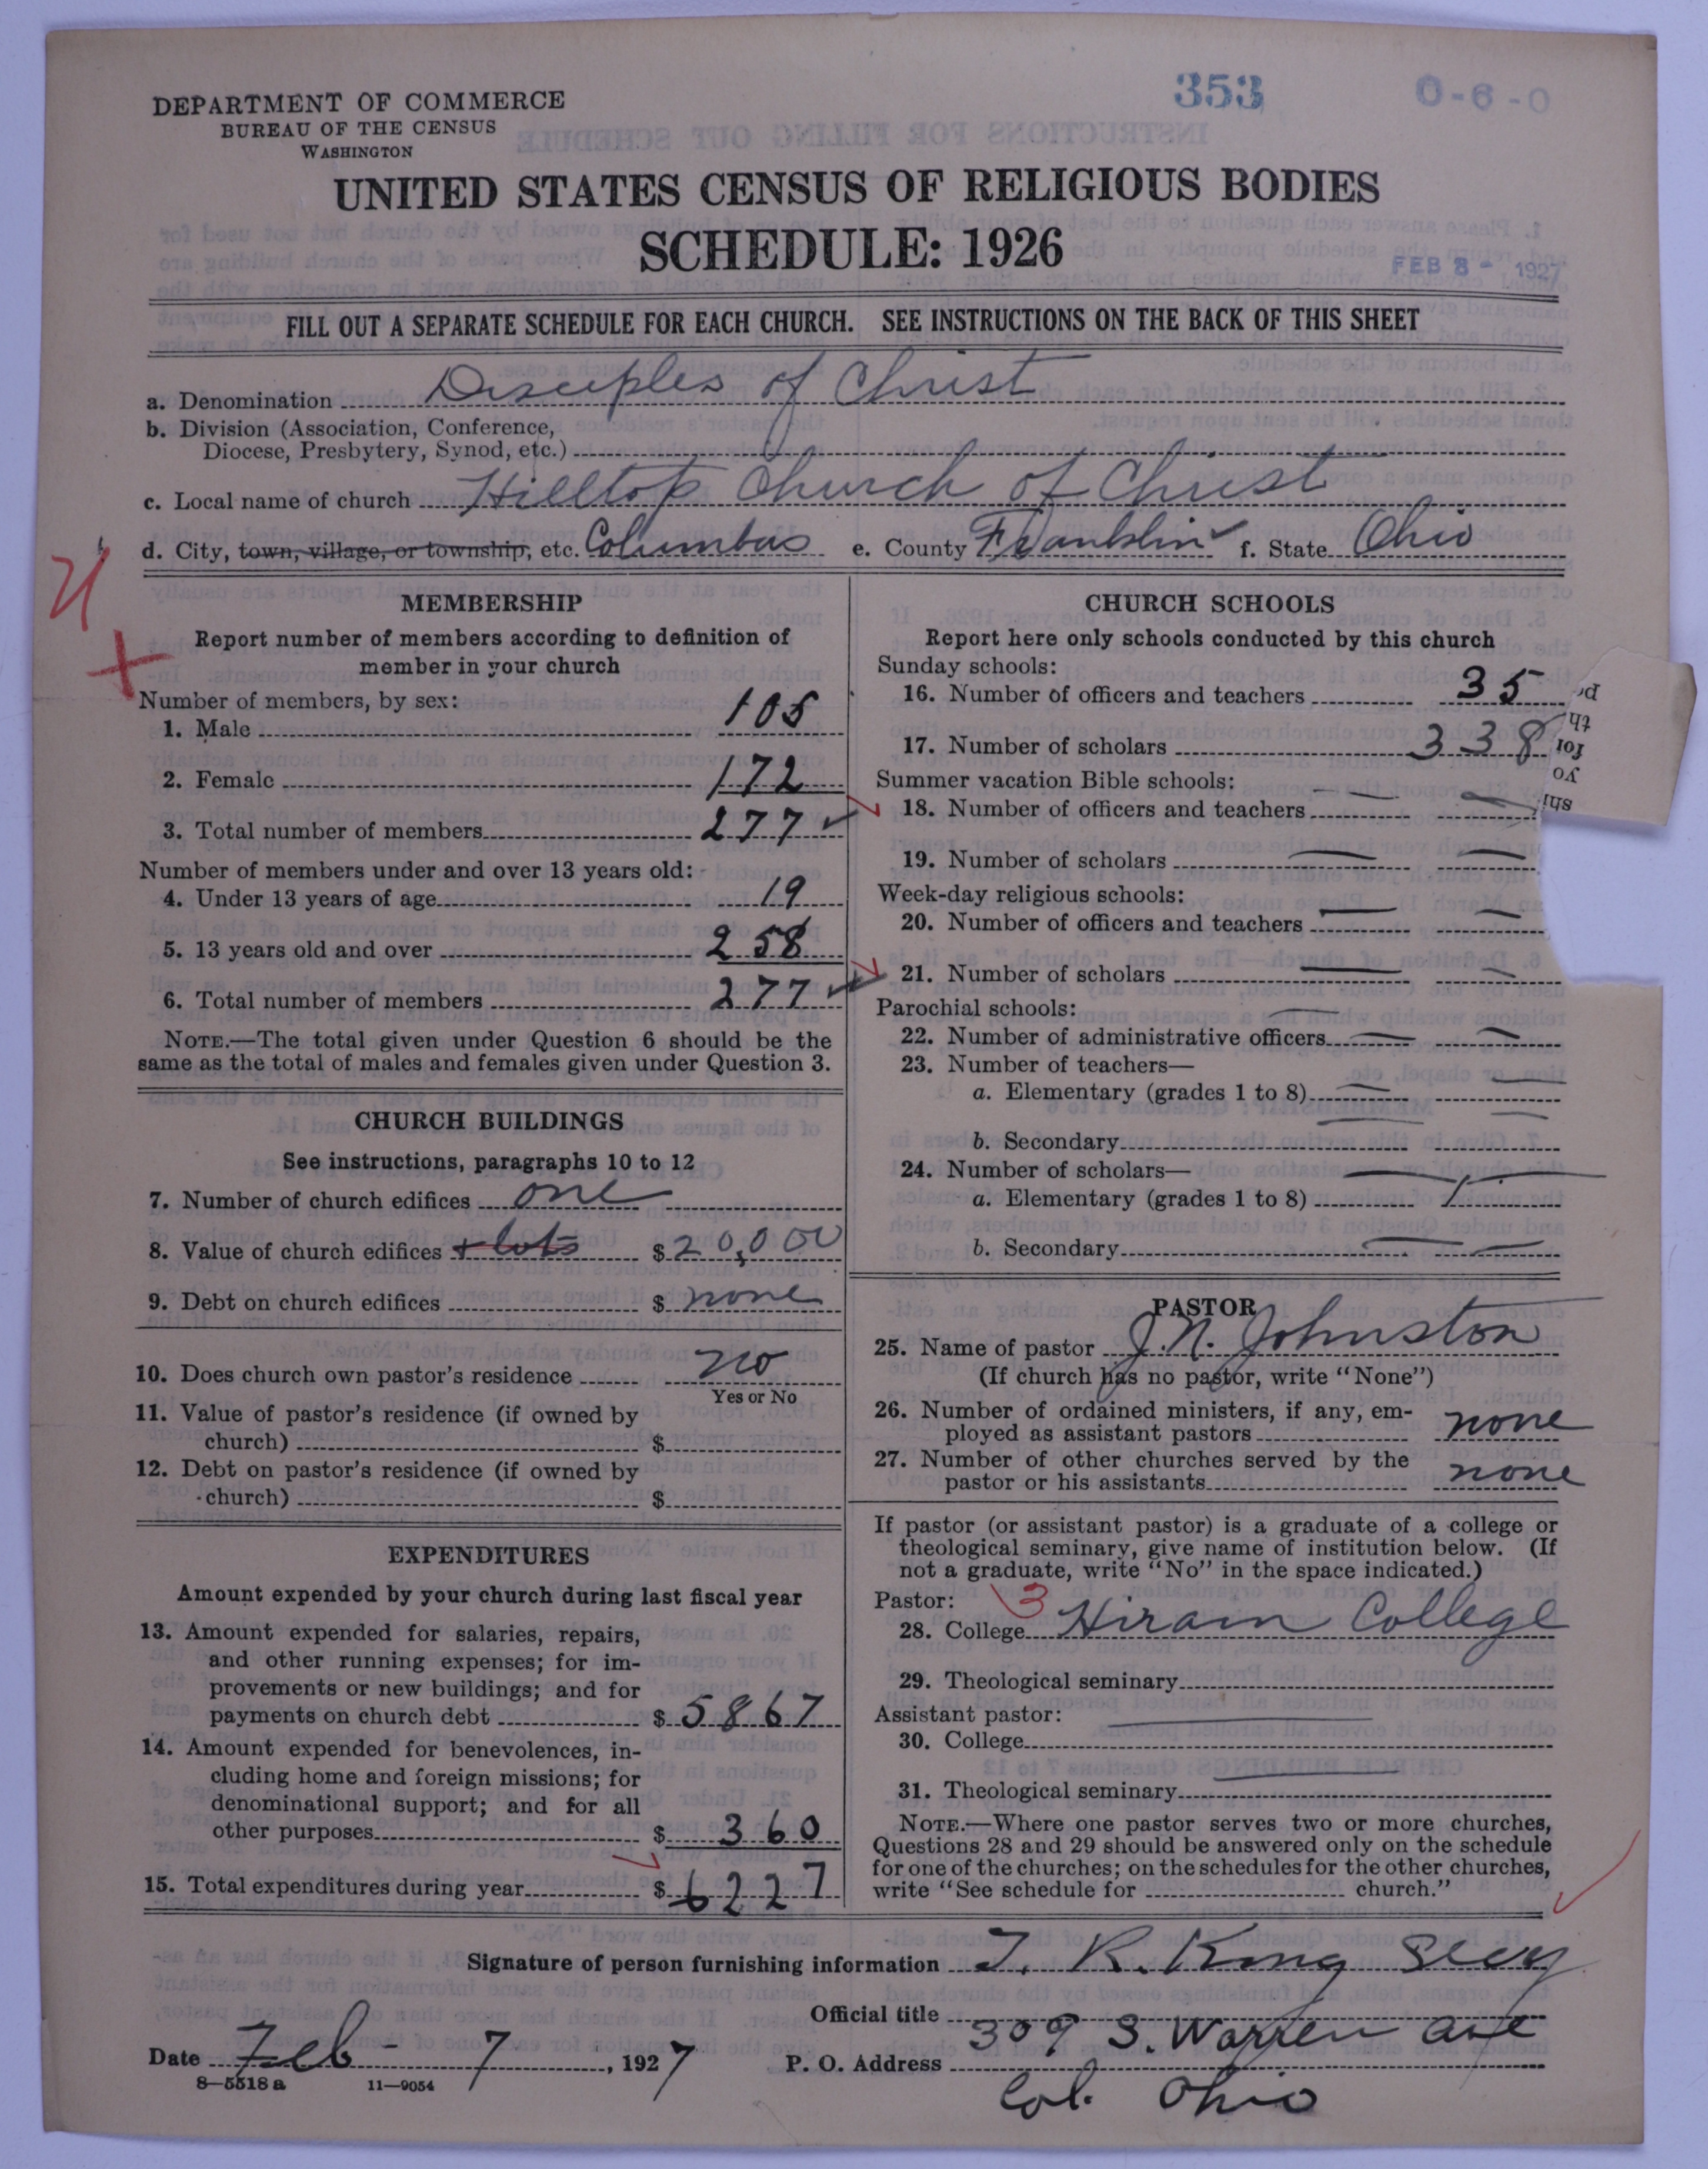 353 0-6-0
DEPARTMENT OF COMMERCE
BUREAU OF THE CENSUS
WASHINGTON
UNITED STATES CENSUS OF RELIGIOUS BODIES
SCHEDULE: 1926
FEB 8 - 1927
FILL OUT A SEPARATE SCHEDULE FOR EACH CHURCH. SEE INSTRUCTIONS ON THE BACK OF THIS SHEET
a. Denomination Disciples of Christ
b. Division (Association, Conference,
Diocese, Presbytery, Synod, etc.)
c. Local name of church Hilltop Church of Christ
d. City, town, village, or township, etc. Columbus e. County Franklin f. State Ohio
MEMBERSHIP
Report number of members according to definition of
member in your church
Number of members, by sex:
1. Male 105
2. Female 172
3. Total number of members 277
Number of members under and over 13 years old:
4. Under 13 years of age 19
5. 13 years old and over 258
6. Total number of members 277
NOTE.—The total given under Question 6 should be the
same as the total of males and females given under Question 3.
CHURCH BUILDINGS
See instructions, paragraphs 10 to 12
7. Number of church edifices one
8. Value of church edifices + lots $20,000
9. Debt on church edifices $ none
10. Does church own pastor's residence no
Yes or No
11. Value of pastor's residence (if owned by
church) $
12. Debt on pastor's residence (if owned by
church) $
EXPENDITURES
Amount expended by your church during last fiscal year
13. Amount expended for salaries, repairs,
and other running expenses; for im-
provements or new buildings; and for
payments on church debt $ 5867
14. Amount expended for benevolences, in-
cluding home and foreign missions; for
denominational support; and for all
other purposes $ 360
15. Total expenditures during year $ 6227
CHURCH SCHOOLS
Report here only schools conducted by this church
Sunday schools:
16. Number of officers and teachers 35
17. Number of scholars 338
Summer vacation Bible schools:
18. Number of officers and teachers
19. Number of scholars
Week-day religious schools:
20. Number of officers and teachers
21. Number of scholars
Parochial schools:
22. Number of administrative officers
23. Number of teachers—
a. Elementary (grades 1 to 8)
b. Secondary
24. Number of scholars—
a. Elementary (grades 1 to 8)
b. Secondary
PASTOR
25. Name of pastor J. N. Johnston
(If church has no pastor, write "None")
26. Number of ordained ministers, if any, em-
ployed as assistant pastors none
27. Number of other churches served by the
pastor or his assistants none
If pastor (or assistant pastor) is a graduate of a college or
theological seminary, give name of institution below. (If
not a graduate, write "No" in the space indicated.)
Pastor: 3
28. College Hiram College
29. Theological seminary
Assistant pastor:
30. College
31. Theological seminary
NOTE.—Where one pastor serves two or more churches,
Questions 28 and 29 should be answered only on the schedule
for one of the churches; on the schedules for the other churches,
write "See schedule for church."
Signature of person furnishing information T. R. King Secy
Official title
Date Feb - 7, 1927 P. O. Address 309 S. Warren ave
Col. Ohio
8—5518 a 11—9054